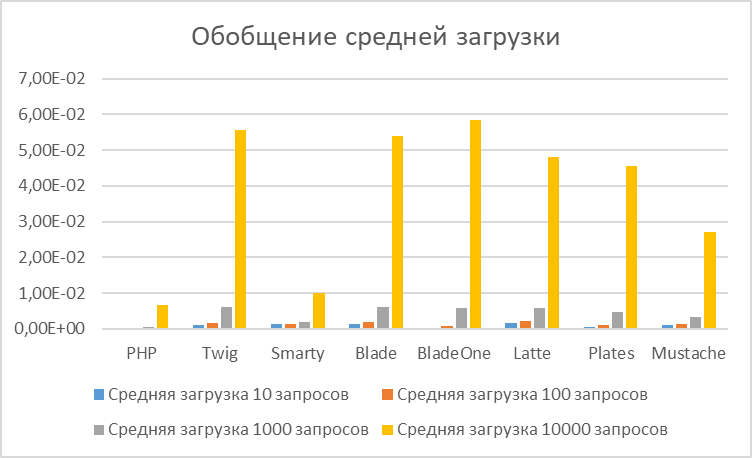 Обобщение средней загрузки
7,00E-02
6,00E-02
5,00E-02
4,00E-02
3,00E-02
2,00E-02
1,00E-02
0,00E+00
PHP Twig Smarty Blade BladeOne Latte Plates Mustache
Средняя загрузка 10 запросов Средняя загрузка 100 запросов
Средняя загрузка 1000 запросов Средняя загрузка 10000 запросов